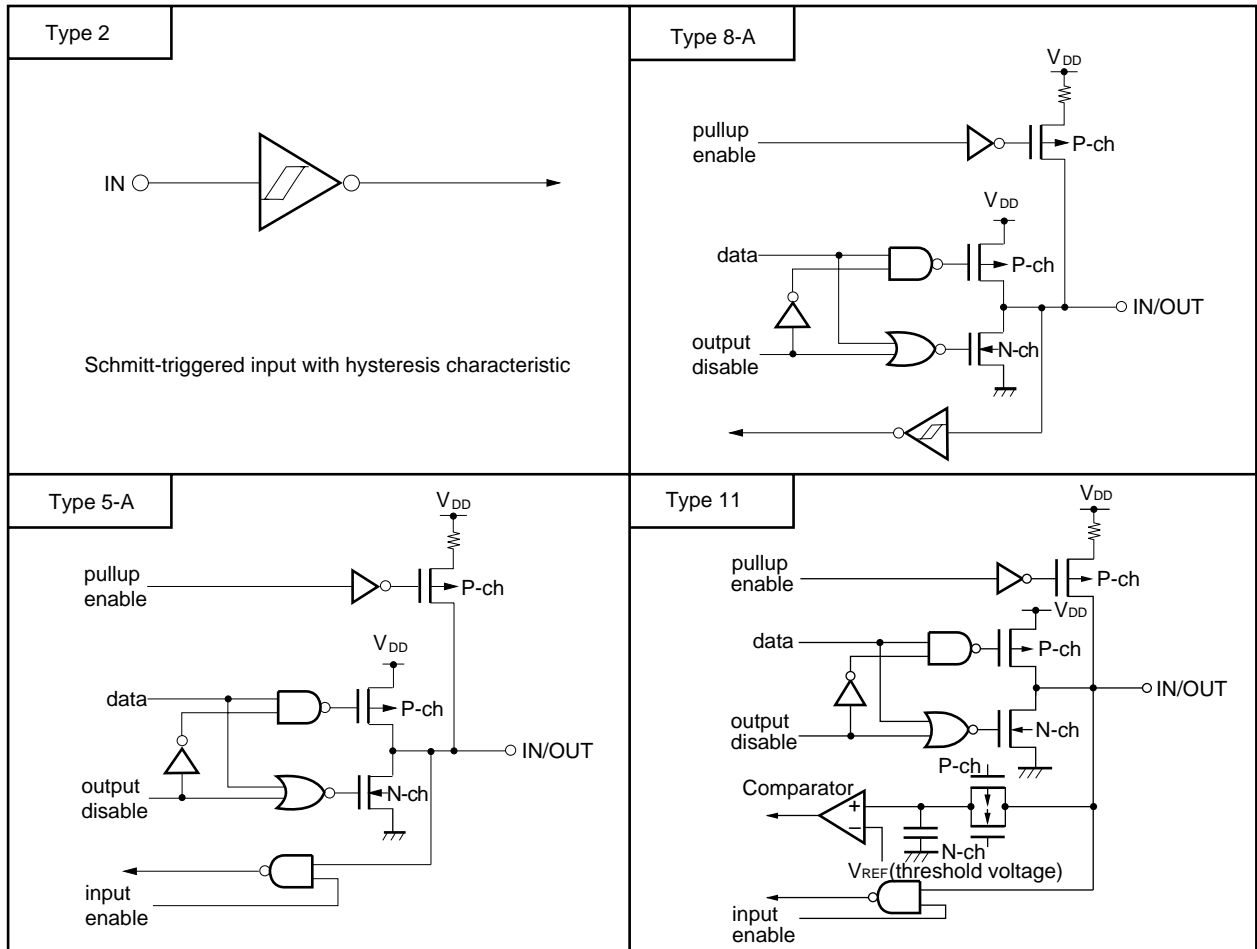 Type 2
IN
Schmitt-triggered input with hysteresis characteristic
Type 8-A
VDD
pullup
enable
P-ch
VDD
data
P-ch
IN/OUT
output
disable
N-ch
Type 5-A
VDD
pullup
enable
P-ch
VDD
data
P-ch
IN/OUT
output
disable
N-ch
input
enable
Type 11
VDD
pullup
enable
P-ch
VDD
data
P-ch
IN/OUT
output
disable
N-ch
P-ch
Comparator
+
−
N-ch
VREF(threshold voltage)
input
enable